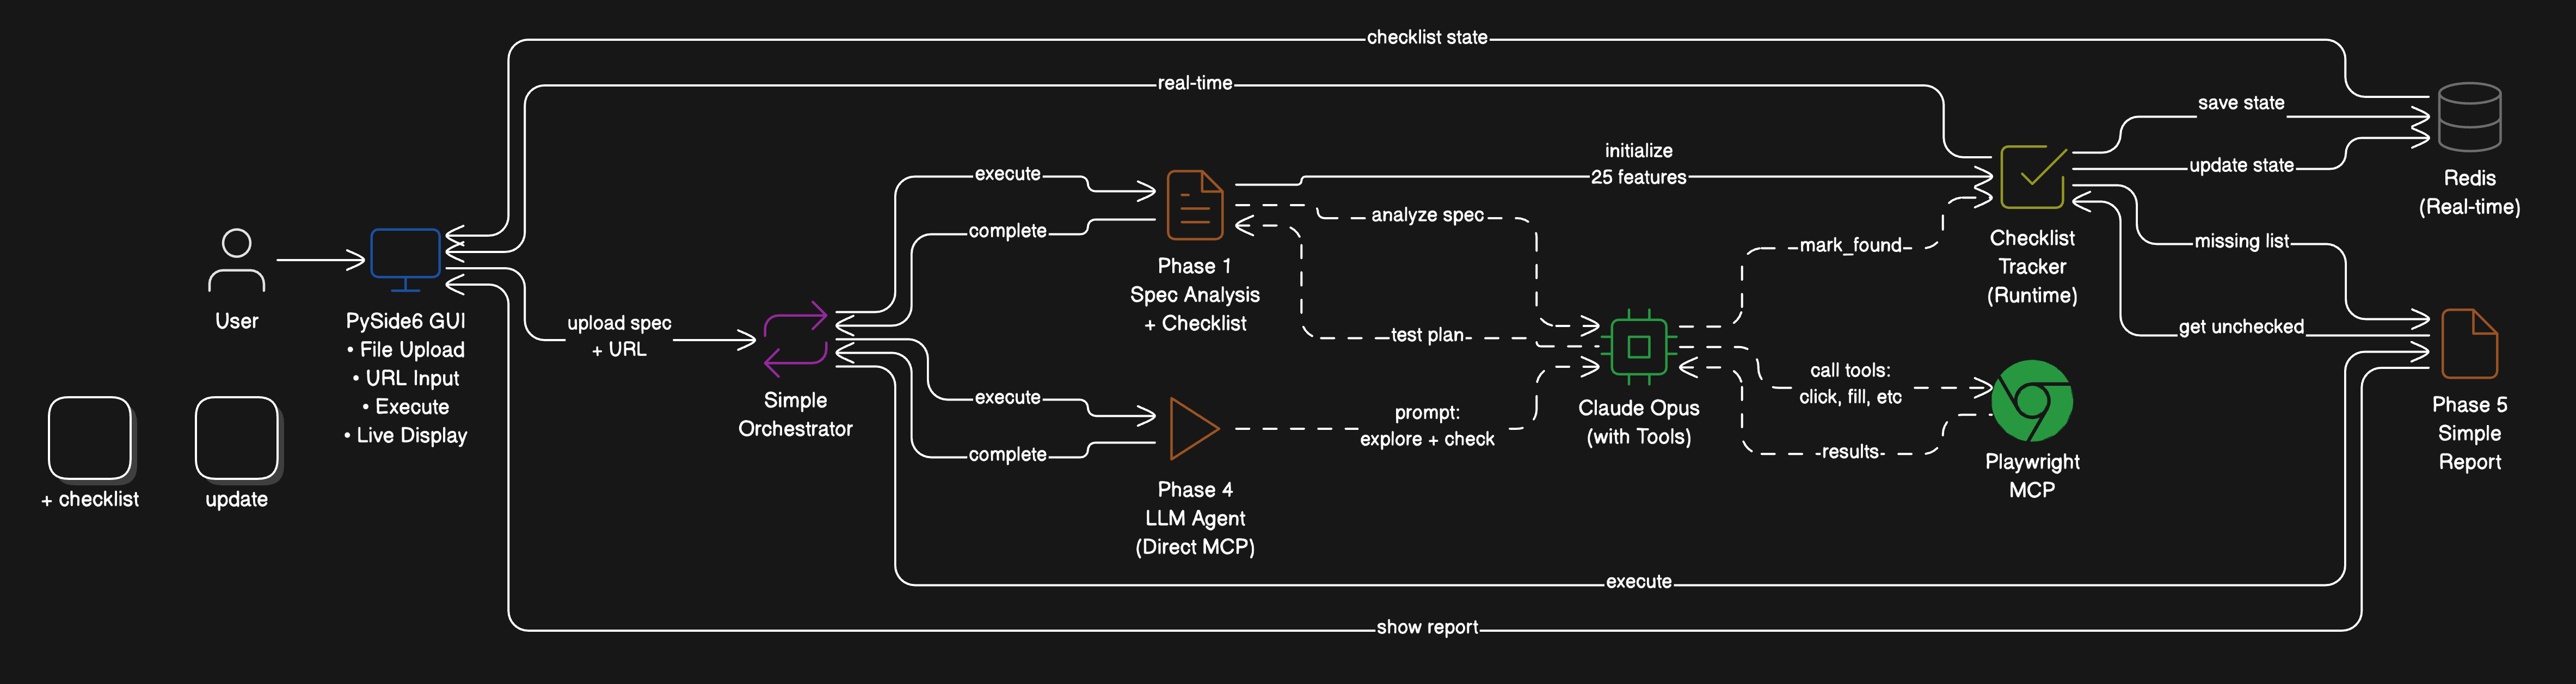 checklist state
real-time
save state
update state
Redis
(Real-time)
initialize
25 features
execute
complete
analyze spec
test plan
mark_found
Checklist
Tracker
(Runtime)
missing list
get unchecked
Phase 1
Spec Analysis
+ Checklist
User
PySide6 GUI
• File Upload
• URL Input
• Execute
• Live Display
upload spec
+ URL
Simple
Orchestrator
execute
complete
Phase 4
LLM Agent
(Direct MCP)
prompt:
explore + check
Claude Opus
(with Tools)
call tools:
click, fill, etc
results
Playwright
MCP
Phase 5
Simple
Report
+ checklist
update
execute
show report